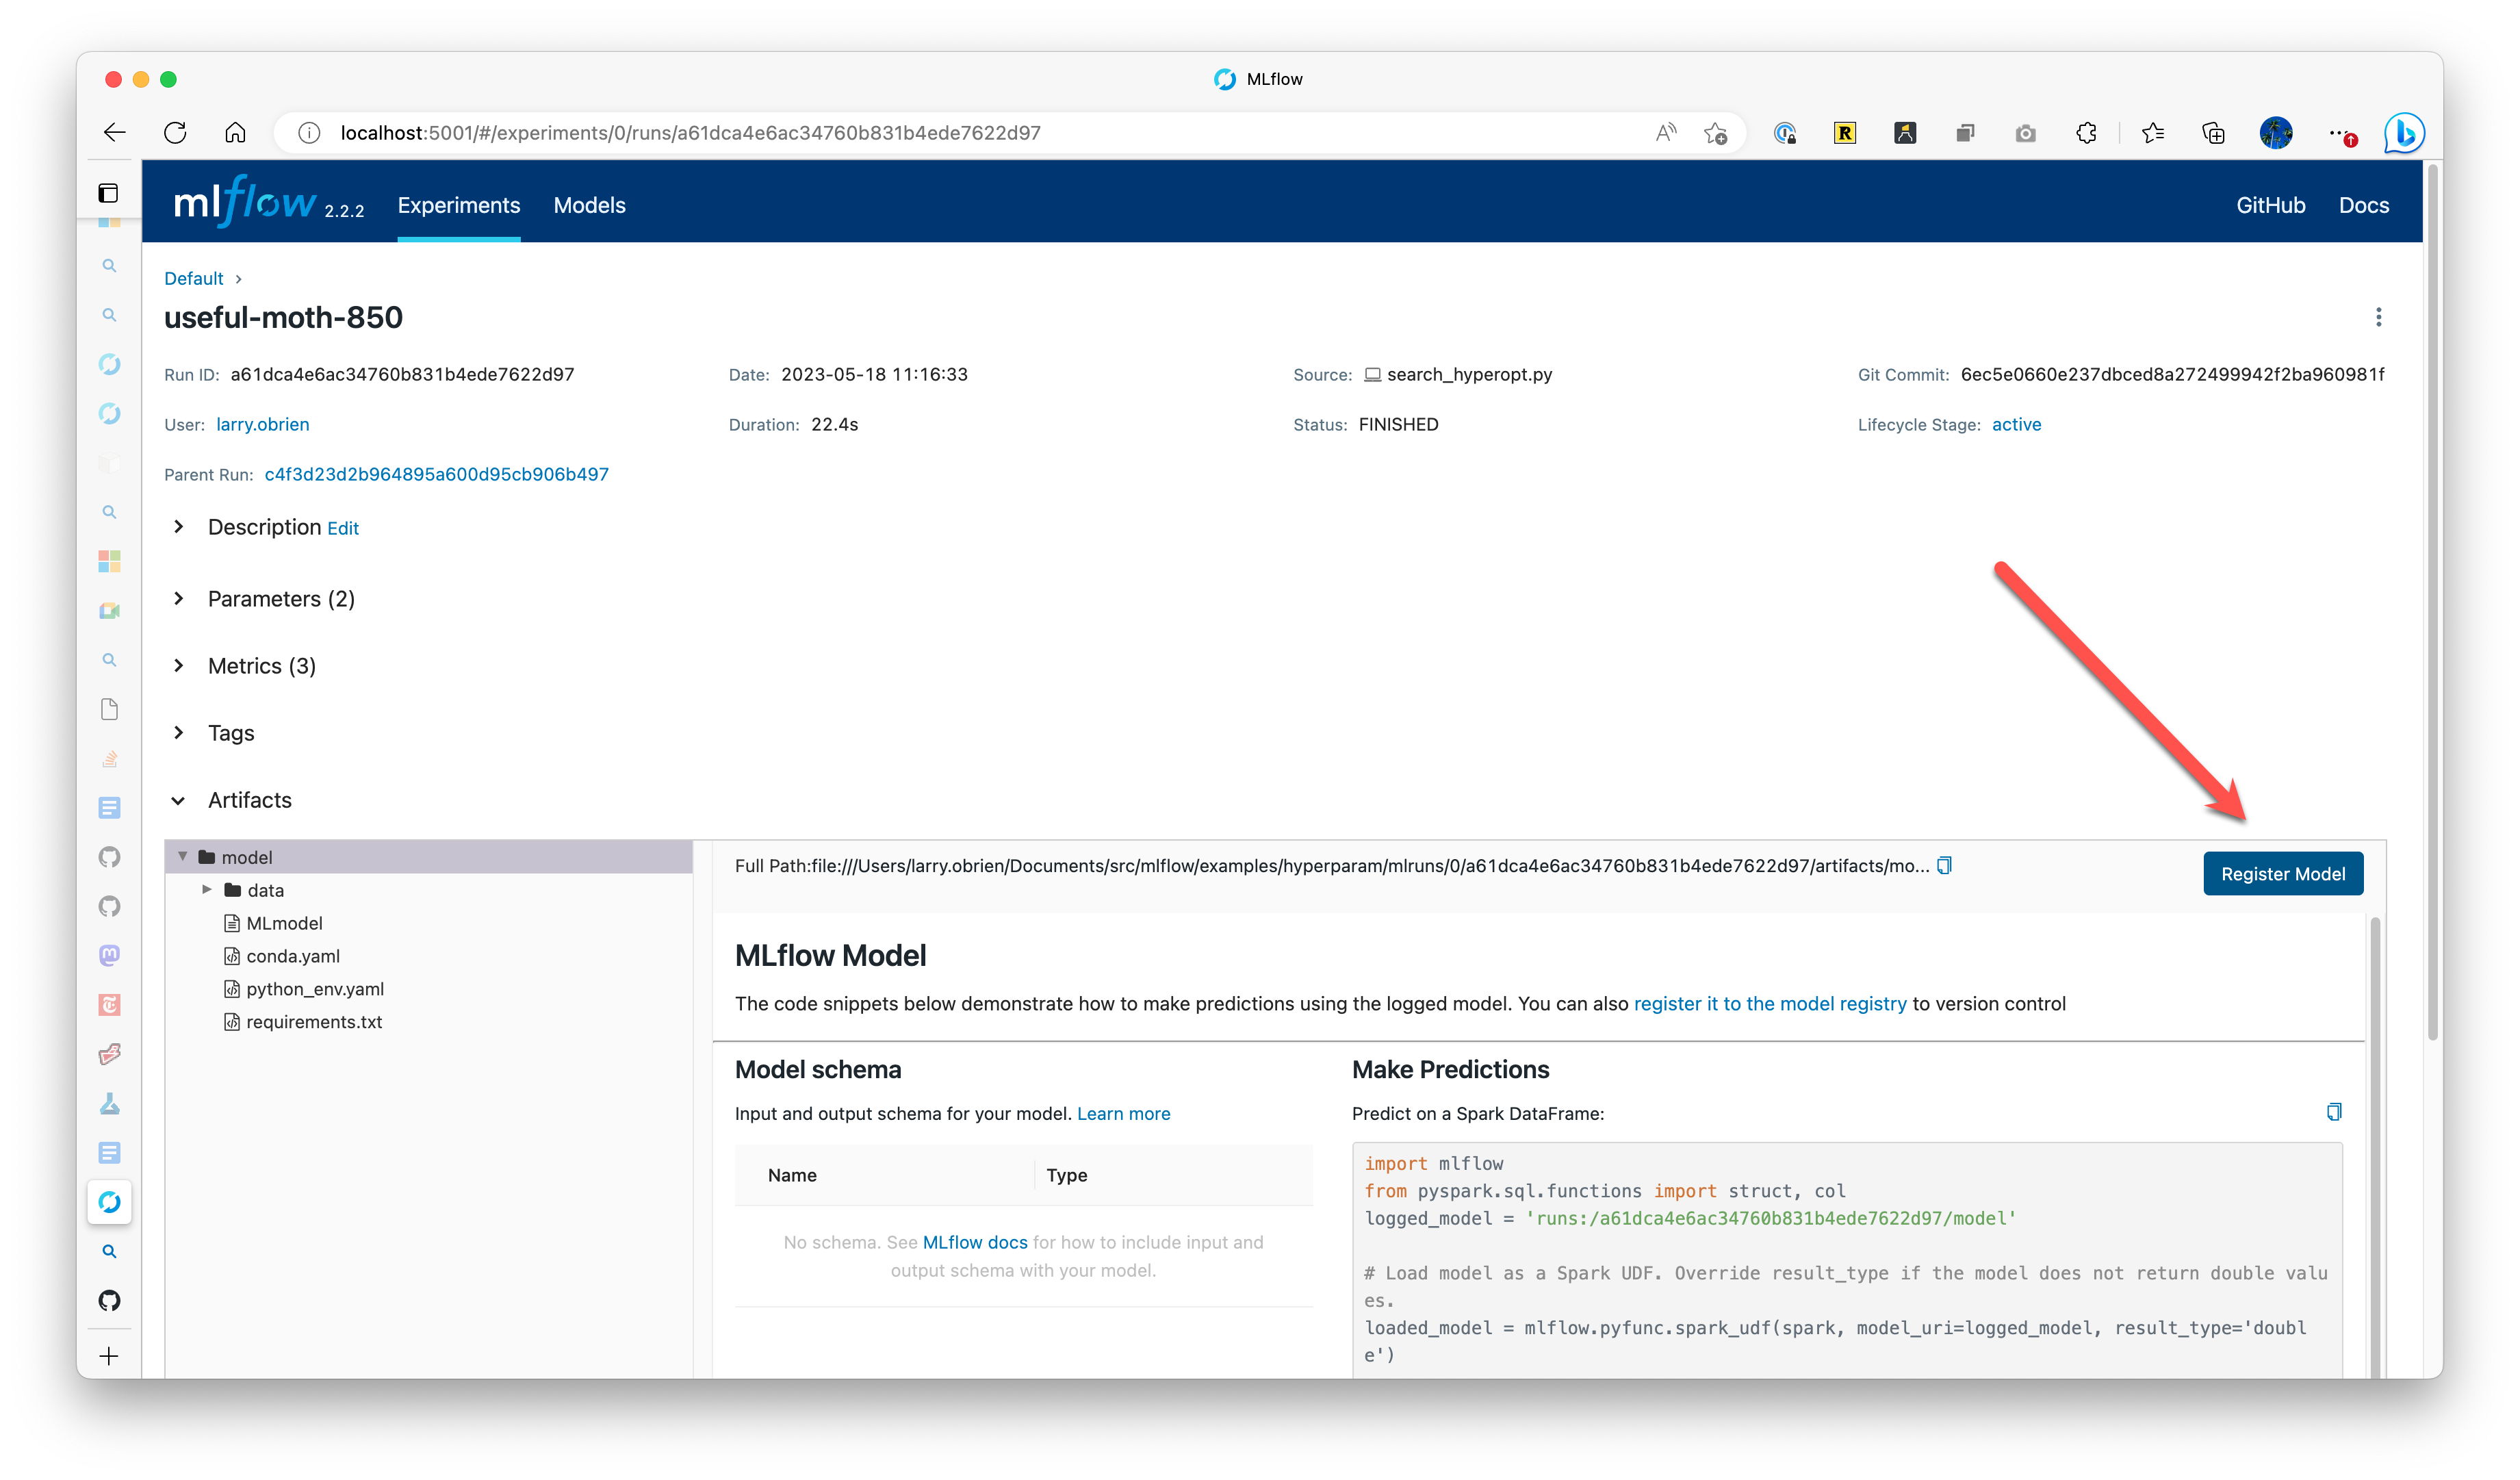 MLflow
localhost:5001/#/experiments/0/runs/a61dca4e6ac34760b831b4ede7622d97
mlflow 2.2.2 Experiments Models GitHub Docs
Default
useful-moth-850
Run ID: a61dca4e6ac34760b831b4ede7622d97 Date: 2023-05-18 11:16:33 Source: search_hyperopt.py Git Commit: 6ec5e0660e237dbced8a272499942f2ba960981f
User: larry.obrien Duration: 22.4s Status: FINISHED Lifecycle Stage: active
Parent Run: c4f3d23d2b964895a600d95cb906b497
Description Edit
Parameters (2)
Metrics (3)
Tags
Artifacts
model
data
MLmodel
conda.yaml
python_env.yaml
requirements.txt
Full Path:file:///Users/larry.obrien/Documents/src/mlflow/examples/hyperparam/mlruns/0/a61dca4e6ac34760b831b4ede7622d97/artifacts/mo...
Register Model
MLflow Model
The code snippets below demonstrate how to make predictions using the logged model. You can also register it to the model registry to version control
Model schema
Input and output schema for your model. Learn more
Name Type
No schema. See MLflow docs for how to include input and
output schema with your model.
Make Predictions
Predict on a Spark DataFrame:
import mlflow
from pyspark.sql.functions import struct, col
logged_model = 'runs:/a61dca4e6ac34760b831b4ede7622d97/model'
# Load model as a Spark UDF. Override result_type if the model does not return double valu
es.
loaded_model = mlflow.pyfunc.spark_udf(spark, model_uri=logged_model, result_type='doubl
e')